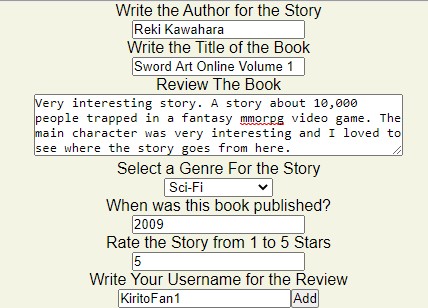 Write the Author for the Story
Reki Kawahara
Write the Title of the Book
Sword Art Online Volume 1
Review The Book
Very interesting story. A story about 10,000
people trapped in a fantasy mmorpg video game. The
main character was very interesting and I loved to
see where the story goes from here.
Select a Genre For the Story
Sci-Fi
When was this book published?
2009
Rate the Story from 1 to 5 Stars
5
Write Your Username for the Review
KiritoFan1 Add